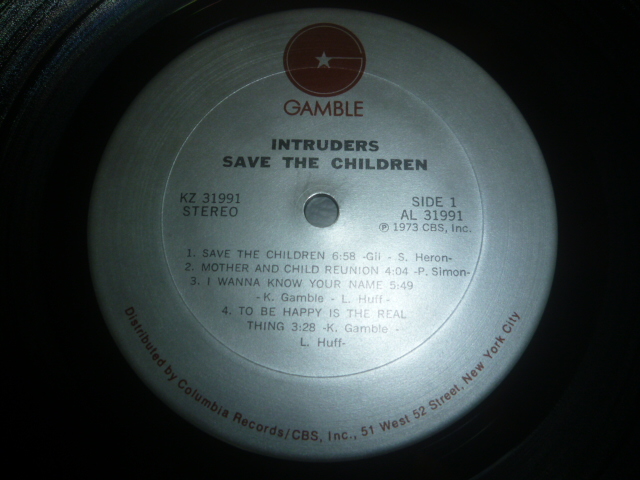 GAMBLE
INTRUDERS
SAVE THE CHILDREN
KZ 31991
STEREO
SIDE 1
AL 31991
℗ 1973 CBS, Inc.
1. SAVE THE CHILDREN 6:58 -Gil - S. Heron-
2. MOTHER AND CHILD REUNION 4:04 -P. Simon-
3. I WANNA KNOW YOUR NAME 5:49
-K. Gamble - L. Huff-
4. TO BE HAPPY IS THE REAL
THING 3:28 -K. Gamble -
L. Huff-
Distributed by Columbia Records/CBS, Inc., 51 West 52 Street, New York City